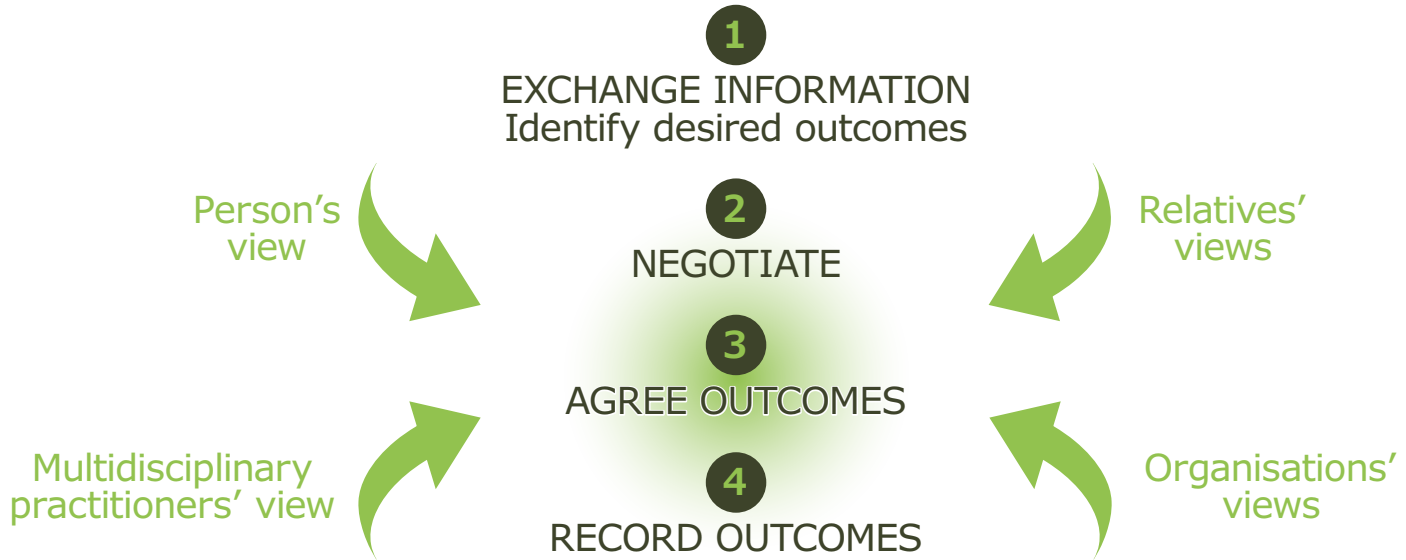 1
EXCHANGE INFORMATION
Identify desired outcomes
Person’s
view
Relatives’
views
2
NEGOTIATE
3
AGREE OUTCOMES
Multidisciplinary
practitioners’ view
Organisations’
views
4
RECORD OUTCOMES